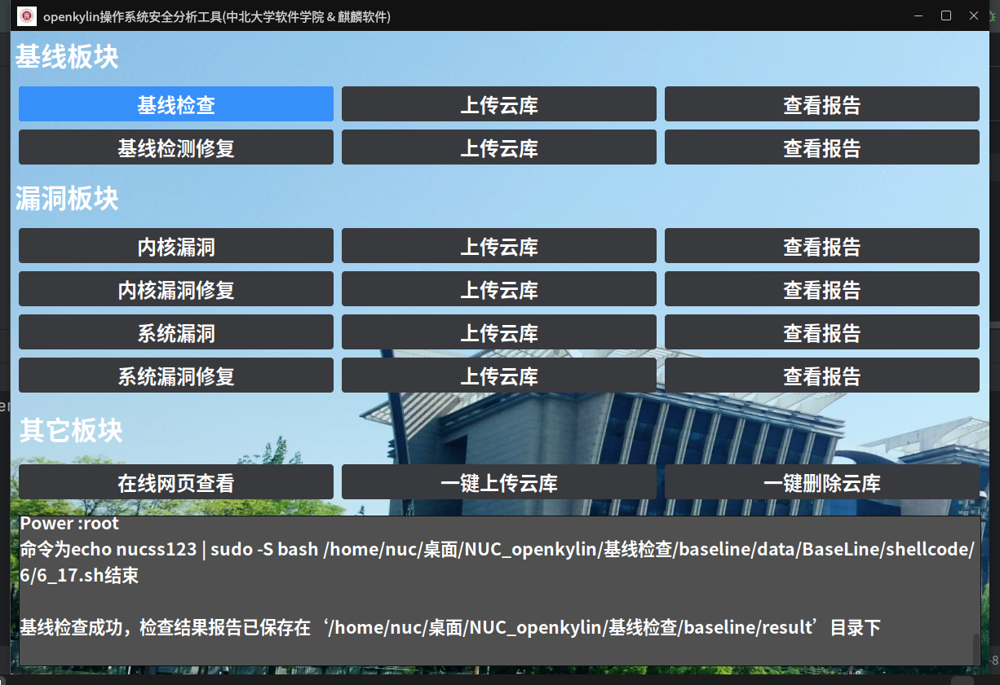 openkylin操作系统安全分析工具(中北大学软件学院 & 麒麟软件)
基线板块
基线检查 上传云库 查看报告
基线检测修复 上传云库 查看报告
漏洞板块
内核漏洞 上传云库 查看报告
内核漏洞修复 上传云库 查看报告
系统漏洞 上传云库 查看报告
系统漏洞修复 上传云库 查看报告
其它板块
在线网页查看 一键上传云库 一键删除云库
Power :root
命令为echo nucss123 | sudo -S bash /home/nuc/桌面/NUC_openkylin/基线检查/baseline/data/BaseLine/shellcode/
6/6_17.sh结束
基线检查成功，检查结果报告已保存在‘/home/nuc/桌面/NUC_openkylin/基线检查/baseline/result’目录下